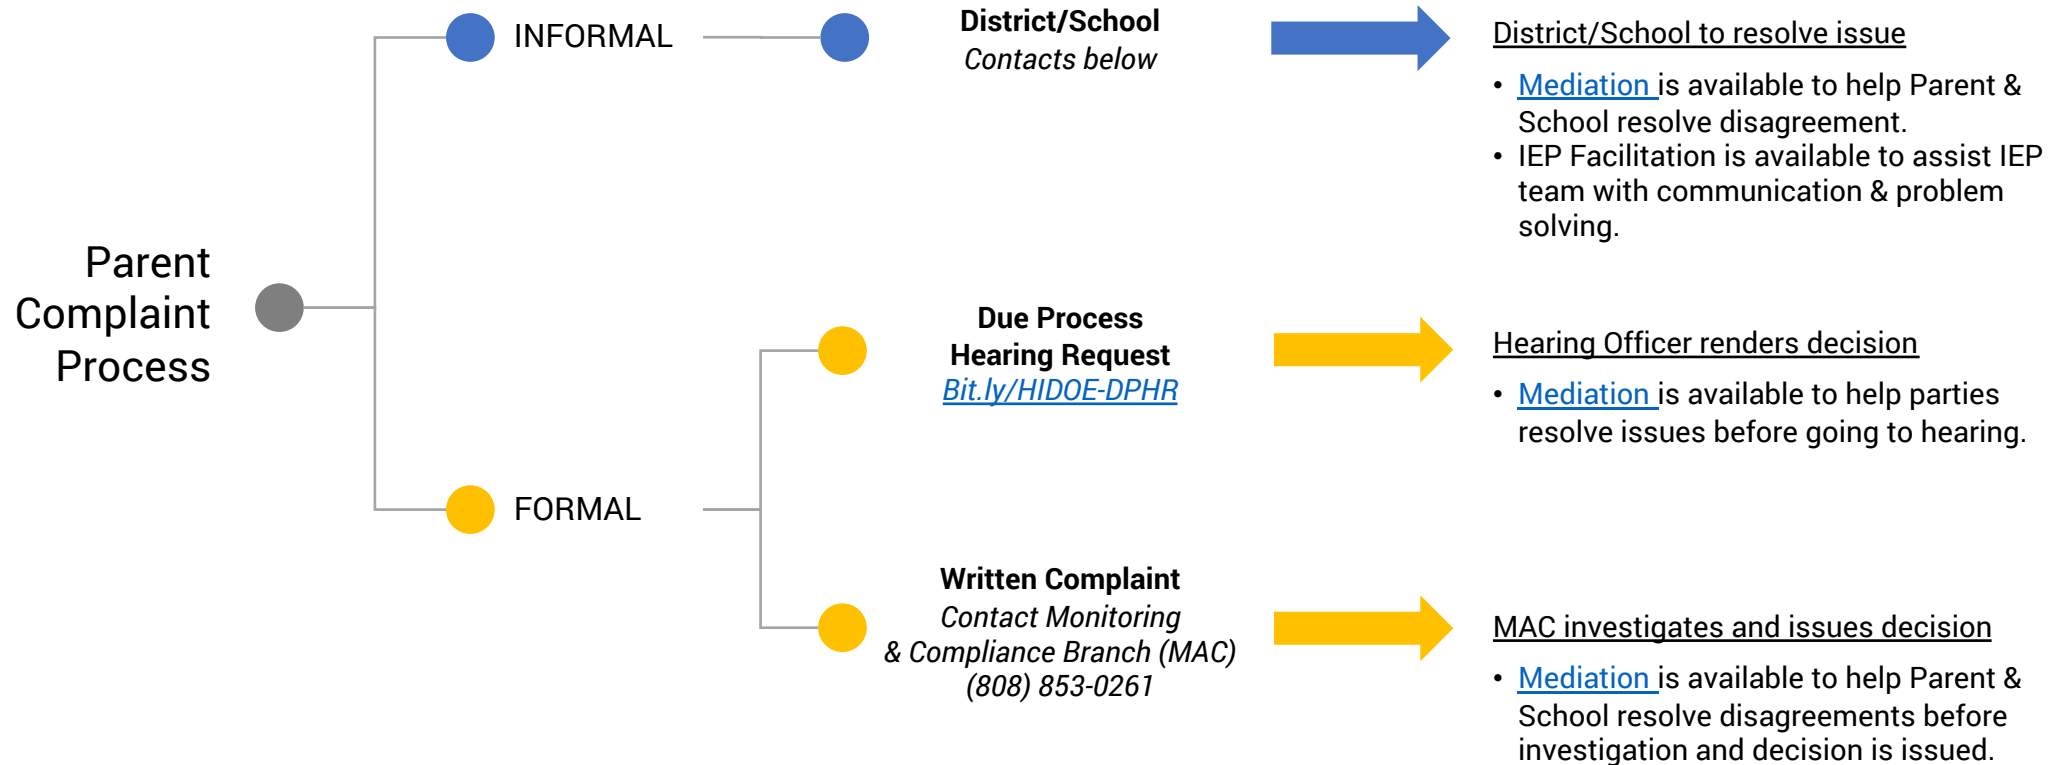 Parent
Complaint
Process
INFORMAL
District/School
Contacts below
District/School to resolve issue
• Mediation is available to help Parent &
School resolve disagreement.
• IEP Facilitation is available to assist IEP
team with communication & problem
solving.
FORMAL
Due Process
Hearing Request
Bit.ly/HIDOE-DPHR
Hearing Officer renders decision
• Mediation is available to help parties
resolve issues before going to hearing.
Written Complaint
Contact Monitoring
& Compliance Branch (MAC)
(808) 853-0261
MAC investigates and issues decision
• Mediation is available to help Parent &
School resolve disagreements before
investigation and decision is issued.